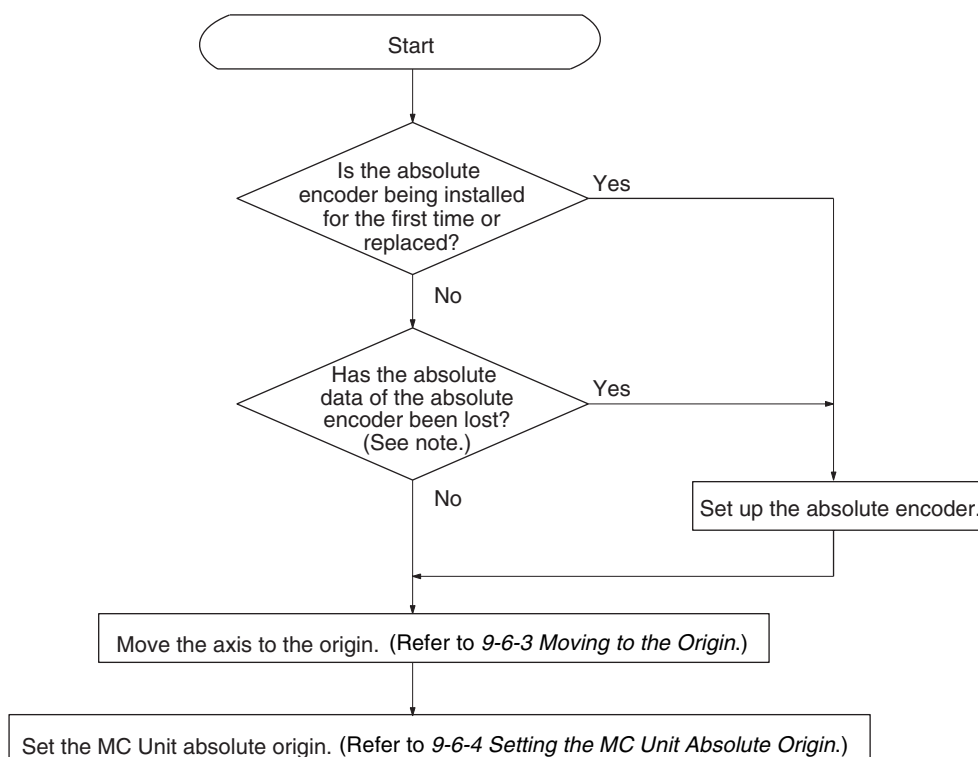 Start
Is the absolute
encoder being installed
for the first time or
replaced?
Yes
No
Has the absolute
data of the absolute
encoder been lost?
(See note.)
Yes
No
Set up the absolute encoder.
Move the axis to the origin. (Refer to 9-6-3 Moving to the Origin.)
Set the MC Unit absolute origin. (Refer to 9-6-4 Setting the MC Unit Absolute Origin.)